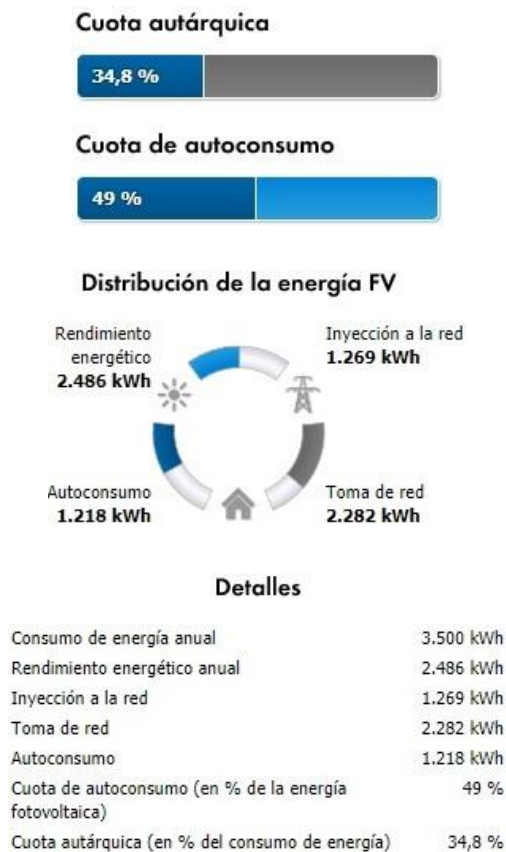 Cuota autárquica
34,8 %
Cuota de autoconsumo
49 %
Distribución de la energía FV
Rendimiento
energético
2.486 kWh
Inyección a la red
1.269 kWh
Autoconsumo
1.218 kWh
Toma de red
2.282 kWh
Detalles
Consumo de energía anual 3.500 kWh
Rendimiento energético anual 2.486 kWh
Inyección a la red 1.269 kWh
Toma de red 2.282 kWh
Autoconsumo 1.218 kWh
Cuota de autoconsumo (en % de la energía 49 %
fotovoltaica)
Cuota autárquica (en % del consumo de energía) 34,8 %